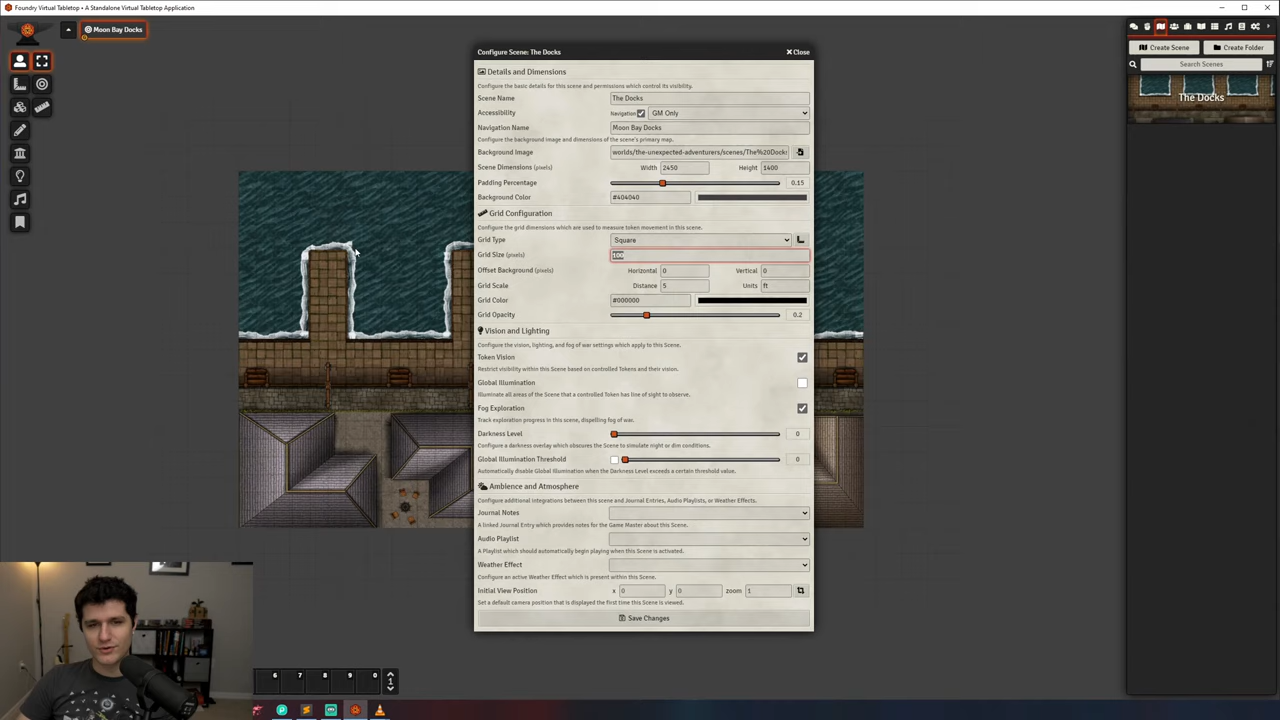 Foundry Virtual Tabletop • A Standalone Virtual Tabletop Application
Moon Bay Docks
Configure Scene: The Docks
Close
Details and Dimensions
Configure the basic details for this scene and permissions which control its visibility.
Scene Name The Docks
Accessibility Navigation GM Only
Navigation Name Moon Bay Docks
Configure the background image and dimensions of the scene's primary map.
Background Image worlds/the-unexpected-adventurers/scenes/The%20Dock
Scene Dimensions (pixels) Width 2450 Height 1400
Padding Percentage 0.15
Background Color #404040
Grid Configuration
Configure the grid dimensions which are used to measure token movement in this scene.
Grid Type Square
Grid Size (pixels) 100
Offset Background (pixels) Horizontal 0 Vertical 0
Grid Scale Distance 5 Units ft
Grid Color #000000
Grid Opacity 0.2
Vision and Lighting
Configure the vision, lighting, and fog of war settings which apply to this Scene.
Token Vision
Restrict visibility within this Scene based on controlled Tokens and their vision.
Global Illumination
Illuminate all areas of the Scene that a controlled Token has line of sight to observe.
Fog Exploration
Track exploration progress in this scene, dispelling fog of war.
Darkness Level 0
Configure a darkness overlay which obscures the Scene to simulate night or dim conditions.
Global Illumination Threshold 0
Automatically disable Global Illumination when the Darkness Level exceeds a certain threshold value.
Ambience and Atmosphere
Configure additional integrations between this scene and Journal Entries, Audio Playlists, or Weather Effects.
Journal Notes
A linked Journal Entry which provides notes for the Game Master about this Scene.
Audio Playlist
A Playlist which should automatically begin playing when this Scene is activated.
Weather Effect
Configure an active Weather Effect which is present within this Scene.
Initial View Position x 0 y 0 zoom 1
Set a default camera position that is displayed the first time this Scene is viewed.
Save Changes
Create Scene Create Folder
Search Scenes
The Docks
6 7 8 9 0
1